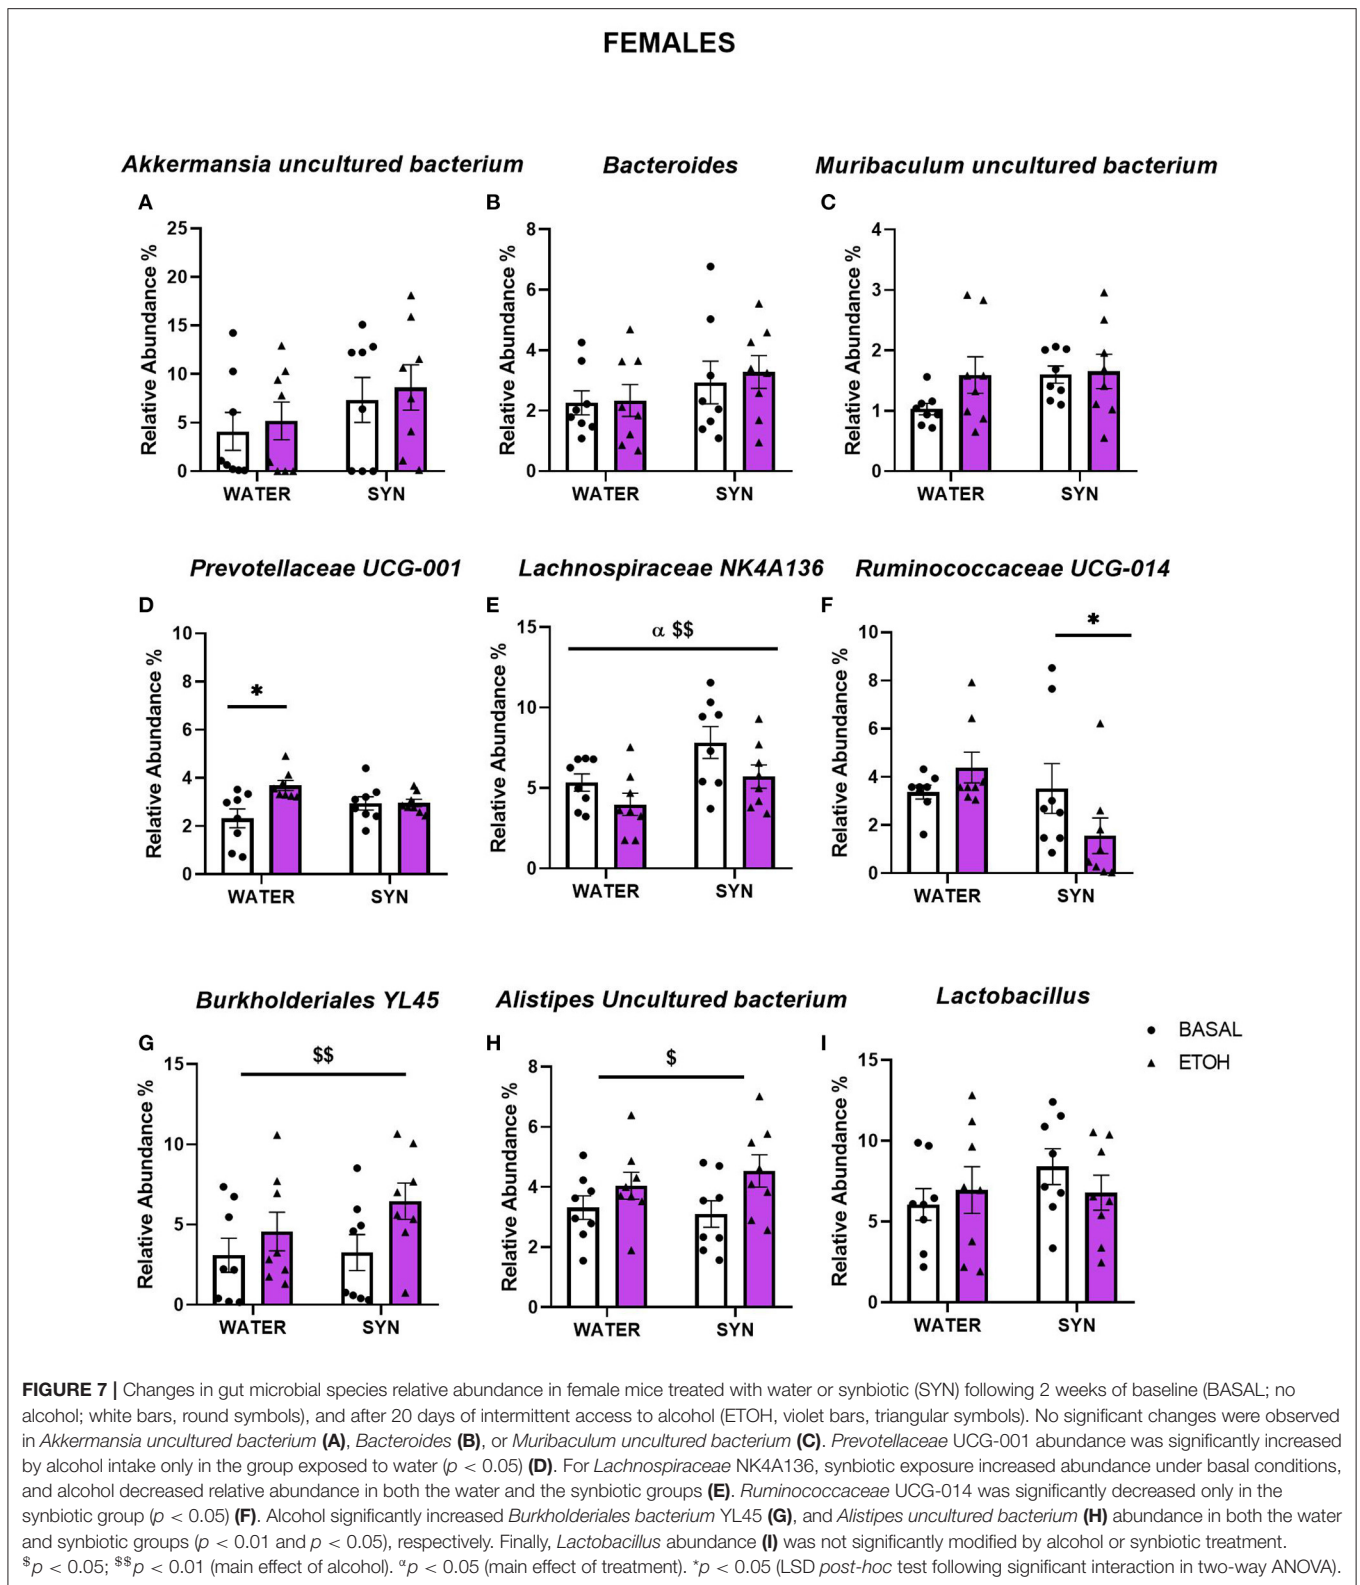 FEMALES
Akkermansia uncultured bacterium
Bacteroides
Muribaculum uncultured bacterium
A
Relative Abundance %
25
20
15
10
5
0
WATER
SYN
B
Relative Abundance %
8
6
4
2
0
WATER
SYN
C
Relative Abundance %
4
3
2
1
0
WATER
SYN
Prevotellaceae UCG-001
Lachnospiraceae NK4A136
Ruminococcaceae UCG-014
D
Relative Abundance %
10
8
6
4
2
0
*
WATER
SYN
E
Relative Abundance %
15
10
5
0
α $$
WATER
SYN
F
Relative Abundance %
10
8
6
4
2
0
*
WATER
SYN
Burkholderiales YL45
Alistipes Uncultured bacterium
Lactobacillus
G
Relative Abundance %
15
10
5
0
$$
WATER
SYN
H
Relative Abundance %
8
6
4
2
0
$
WATER
SYN
I
Relative Abundance %
15
10
5
0
WATER
SYN
BASAL
ETOH
FIGURE 7 | Changes in gut microbial species relative abundance in female mice treated with water or synbiotic (SYN) following 2 weeks of baseline (BASAL; no
alcohol; white bars, round symbols), and after 20 days of intermittent access to alcohol (ETOH, violet bars, triangular symbols). No significant changes were observed
in Akkermansia uncultured bacterium (A), Bacteroides (B), or Muribaculum uncultured bacterium (C). Prevotellaceae UCG-001 abundance was significantly increased
by alcohol intake only in the group exposed to water (p < 0.05) (D). For Lachnospiraceae NK4A136, synbiotic exposure increased abundance under basal conditions,
and alcohol decreased relative abundance in both the water and the synbiotic groups (E). Ruminococcaceae UCG-014 was significantly decreased only in the
synbiotic group (p < 0.05) (F). Alcohol significantly increased Burkholderiales bacterium YL45 (G), and Alistipes uncultured bacterium (H) abundance in both the water
and synbiotic groups (p < 0.01 and p < 0.05), respectively. Finally, Lactobacillus abundance (I) was not significantly modified by alcohol or synbiotic treatment.
$p < 0.05; $$p < 0.01 (main effect of alcohol). αp < 0.05 (main effect of treatment). *p < 0.05 (LSD post-hoc test following significant interaction in two-way ANOVA).